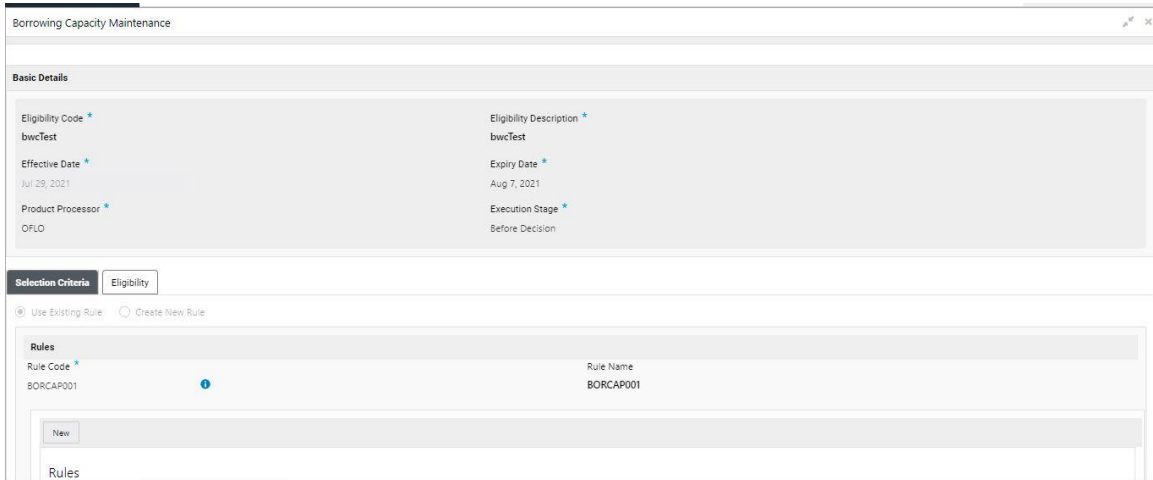 Borrowing Capacity Maintenance
Basic Details
Eligibility Code *
Eligibility Description *
bwcTest
bwcTest
Effective Date *
Expiry Date *
Jul 29, 2021
Aug 7, 2021
Product Processor *
Execution Stage *
OFLO
Before Decision
Selection Criteria
Eligibility
Use Existing Rule
Create New Rule
Rules
Rule Code *
Rule Name
BORCAP001
BORCAP001
New
Rules